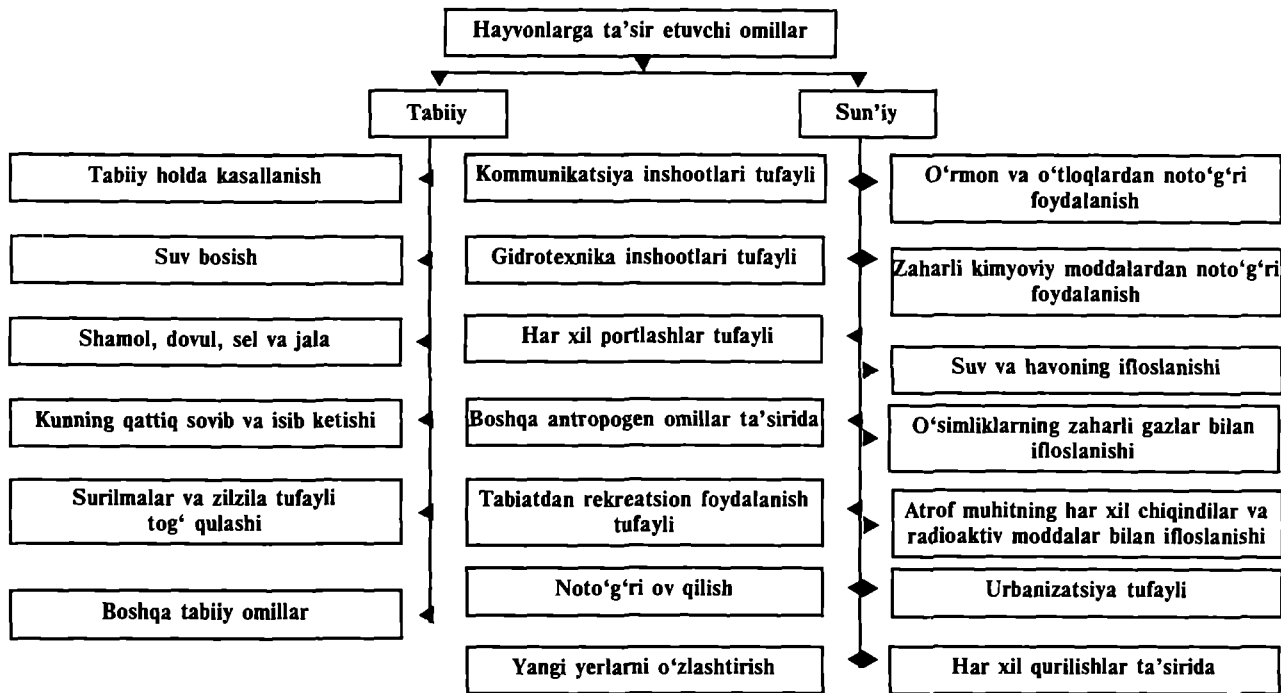 Hayvonlarga ta'sir etuvchi omillar
Tabiiy
Sun'iy
Tabiiy holda kasallanish
Suv bosish
Shamol, dovul, sel va jala
Kunning qattiq sovib va isib ketishi
Surilmalar va zilzila tufayli
tog‘ qulashi
Boshqa tabiiy omillar
Kommunikatsiya inshootlari tufayli
Gidrotexnika inshootlari tufayli
Har xil portlashlar tufayli
Boshqa antropogen omillar ta'sirida
Tabiatdan rekreatsion foydalanish
tufayli
Noto‘g‘ri ov qilish
Yangi yerlarni o‘zlashtirish
O‘rmon va o‘tloqlardan noto‘g‘ri
foydalanish
Zaharli kimyoviy moddalardan noto‘g‘ri
foydalanish
Suv va havoning ifloslanishi
O‘simliklarning zaharli gazlar bilan
ifloslanishi
Atrof muhitning har xil chiqindilar va
radioaktiv moddalar bilan ifloslanishi
Urbanizatsiya tufayli
Har xil qurilishlar ta'sirida